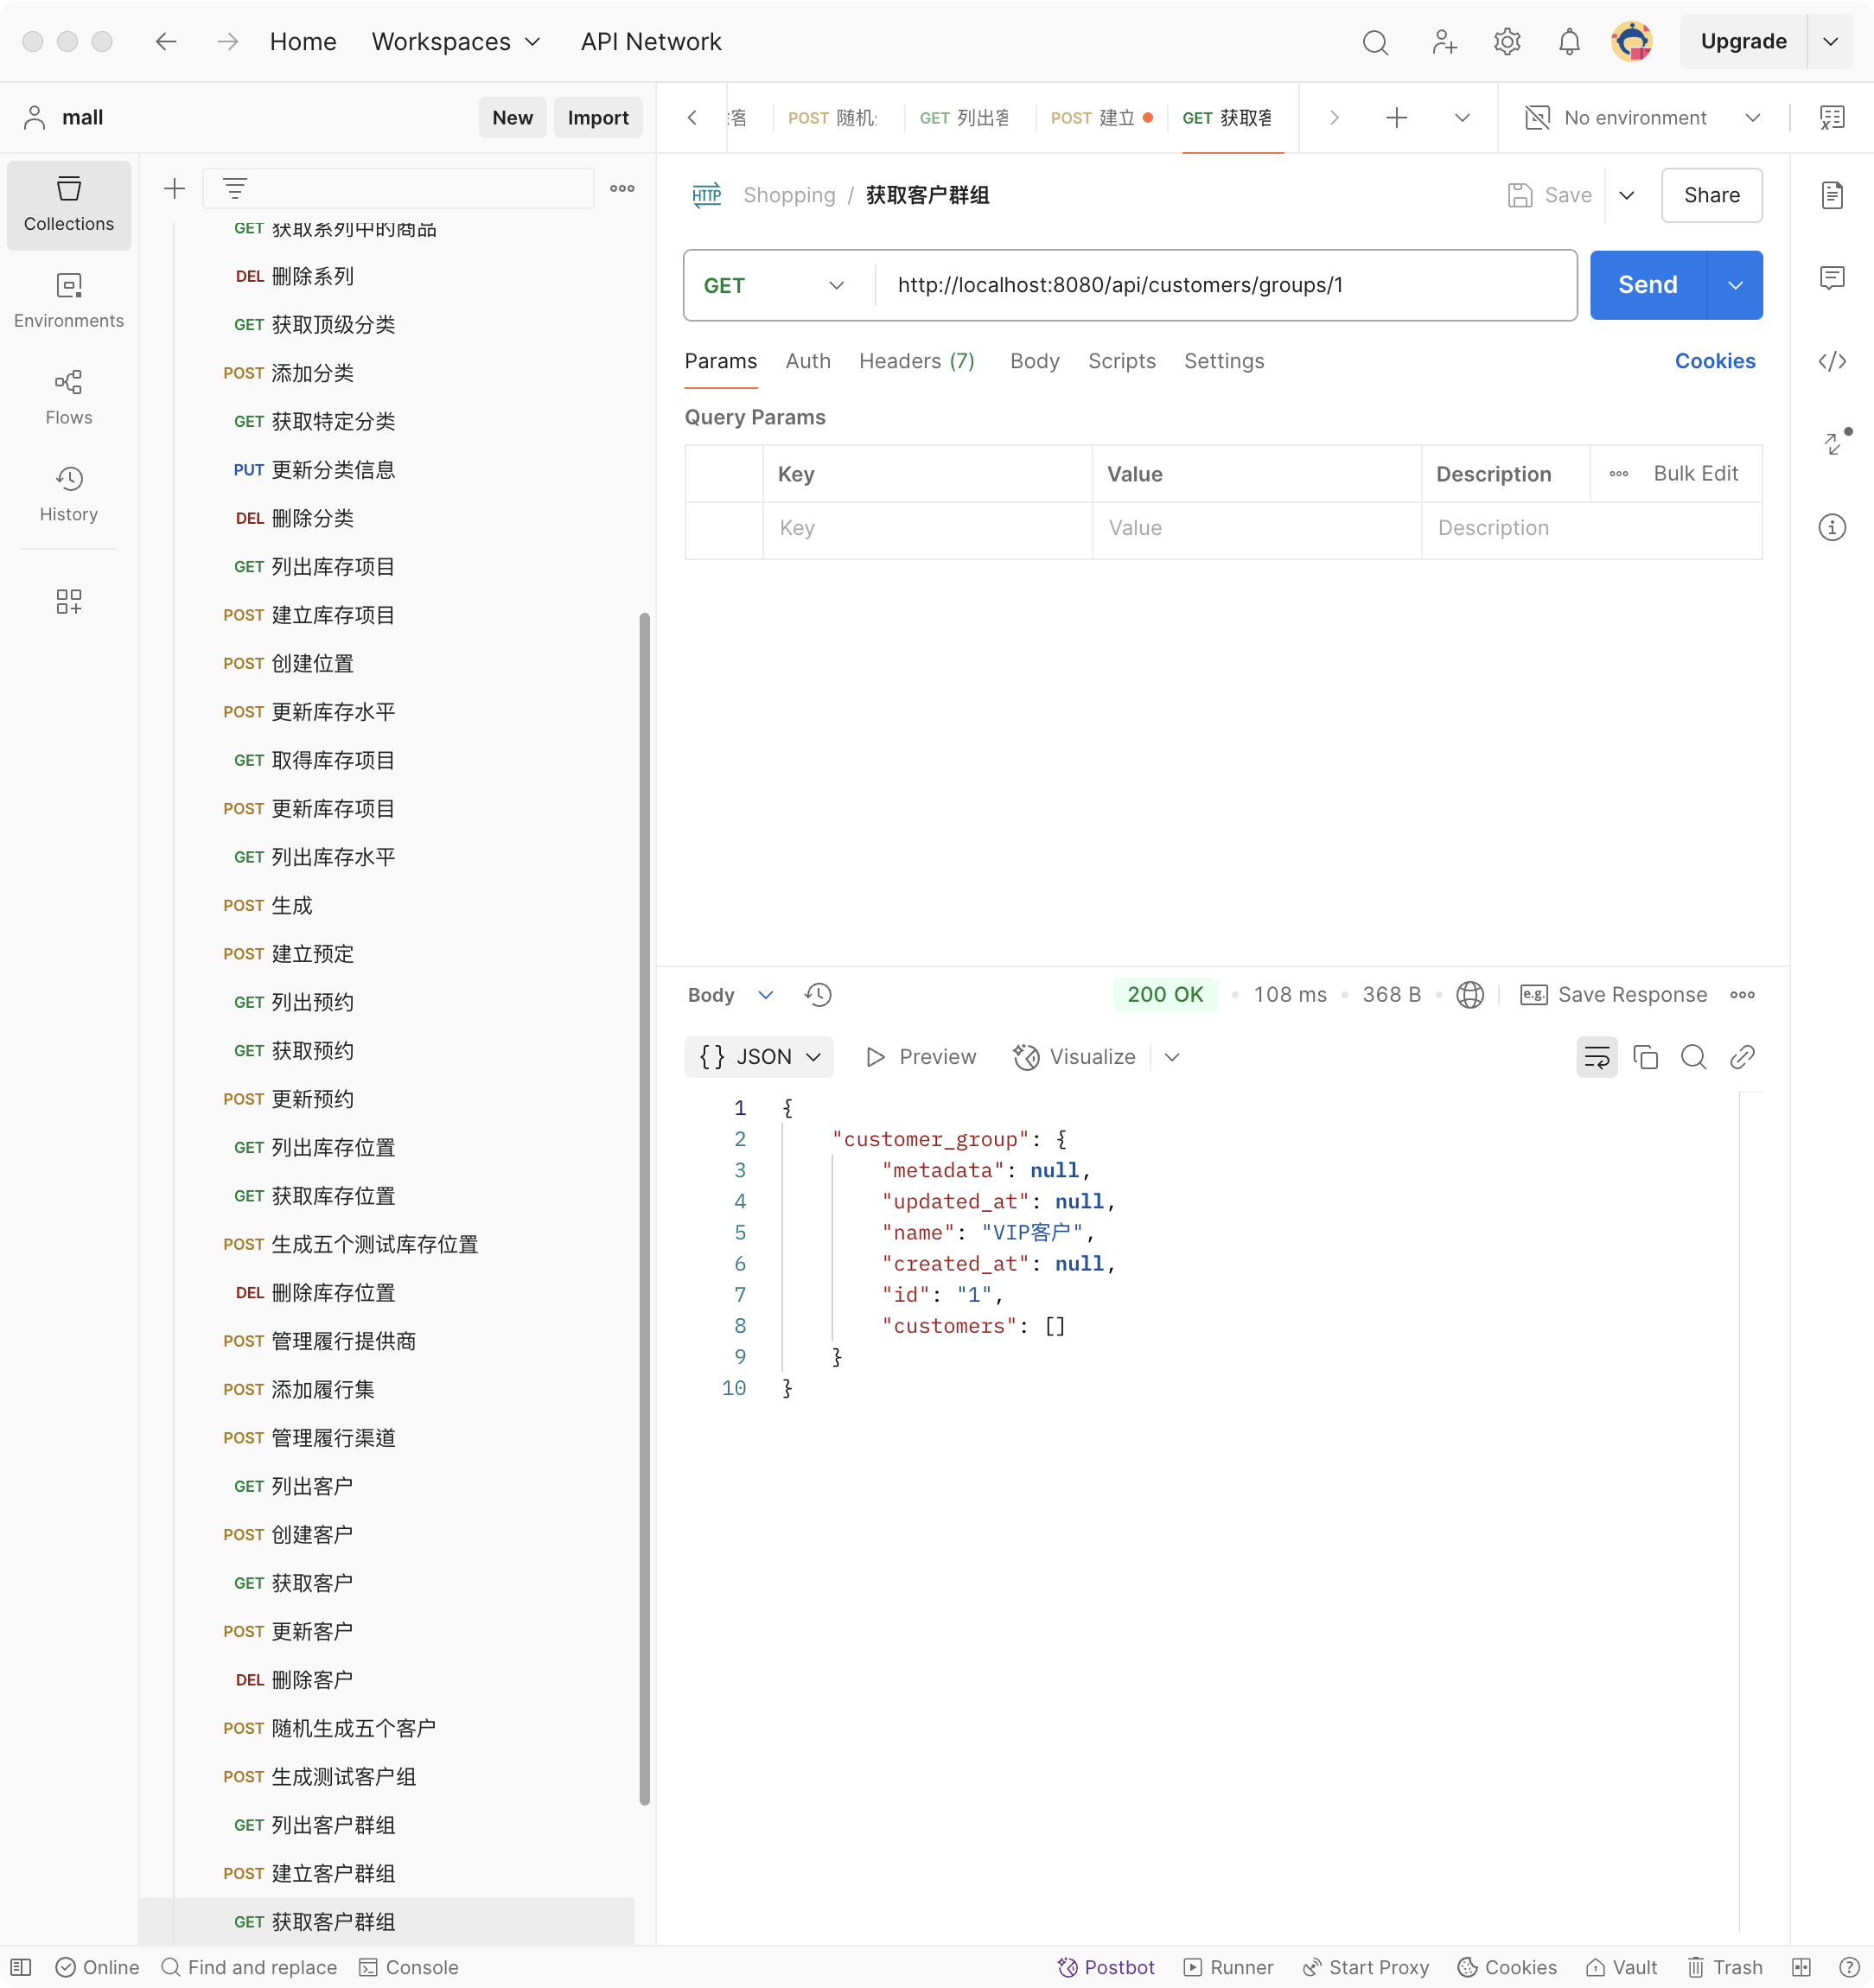 Home Workspaces API Network Upgrade
mall New Import
客 POST 随机 GET 列出客 POST 建立 GET 获取客 No environment
Collections
Environments
Flows
History
GET 获取系列中的商品
DEL 删除系列
GET 获取顶级分类
POST 添加分类
GET 获取特定分类
PUT 更新分类信息
DEL 删除分类
GET 列出库存项目
POST 建立库存项目
POST 创建位置
POST 更新库存水平
GET 取得库存项目
POST 更新库存项目
GET 列出库存水平
POST 生成
POST 建立预定
GET 列出预约
GET 获取预约
POST 更新预约
GET 列出库存位置
GET 获取库存位置
POST 生成五个测试库存位置
DEL 删除库存位置
POST 管理履行提供商
POST 添加履行集
POST 管理履行渠道
GET 列出客户
POST 创建客户
GET 获取客户
POST 更新客户
DEL 删除客户
POST 随机生成五个客户
POST 生成测试客户组
GET 列出客户群组
POST 建立客户群组
GET 获取客户群组
HTTP Shopping / 获取客户群组 Save Share
GET http://localhost:8080/api/customers/groups/1 Send
Params Auth Headers (7) Body Scripts Settings Cookies
Query Params
Key Value Description Bulk Edit
Key Value Description
Body 200 OK 108 ms 368 B e.g. Save Response
{} JSON Preview Visualize
1 {
2 "customer_group": {
3 "metadata": null,
4 "updated_at": null,
5 "name": "VIP客户",
6 "created_at": null,
7 "id": "1",
8 "customers": []
9 }
10 }
Online Find and replace Console Postbot Runner Start Proxy Cookies Vault Trash